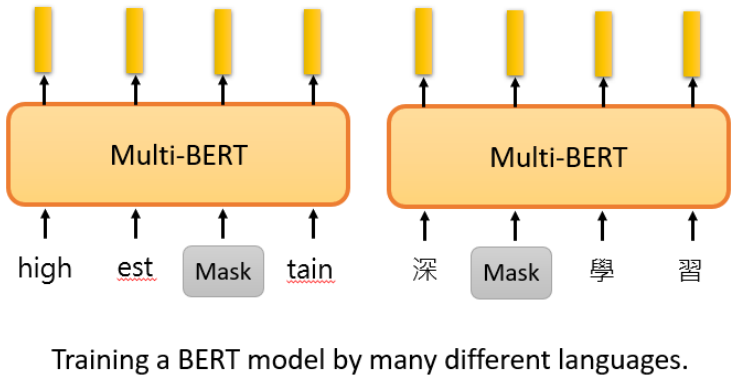 Multi-BERT Multi-BERT
high est Mask tain 深 Mask 學 習
Training a BERT model by many different languages.